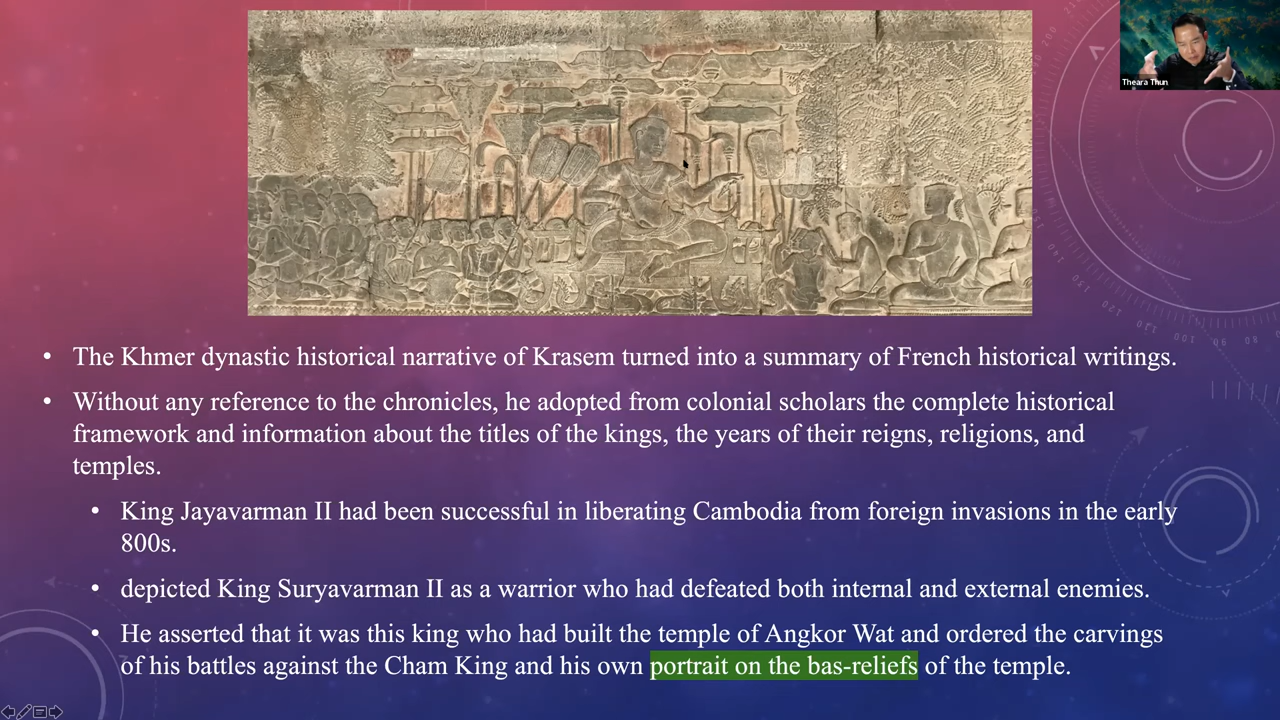 Theara Thun
• The Khmer dynastic historical narrative of Krasem turned into a summary of French historical writings.
• Without any reference to the chronicles, he adopted from colonial scholars the complete historical
framework and information about the titles of the kings, the years of their reigns, religions, and
temples.
• King Jayavarman II had been successful in liberating Cambodia from foreign invasions in the early
800s.
• depicted King Suryavarman II as a warrior who had defeated both internal and external enemies.
• He asserted that it was this king who had built the temple of Angkor Wat and ordered the carvings
of his battles against the Cham King and his own portrait on the bas-reliefs of the temple.